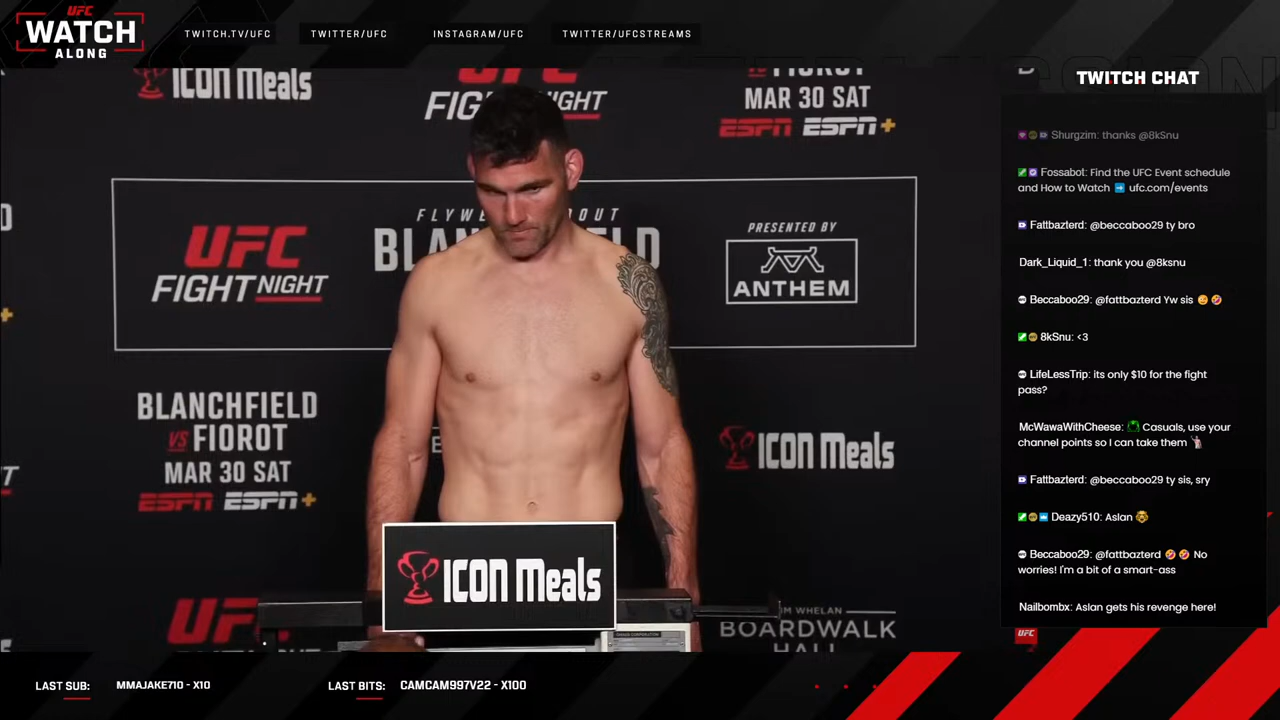 UFC
WATCH
ALONG
TWITCH.TV/UFC
TWITTER/UFC
INSTAGRAM/UFC
TWITTER/UFCSTREAMS
ICON Meals
UFC
FIGHT NIGHT
VS FIOROT
MAR 30 SAT
ESPN ESPN+
UFC
FIGHT NIGHT
PRESENTED BY
ANTHEM
BLANCHFIELD
VS FIOROT
MAR 30 SAT
ESPN ESPN+
ICON Meals
ICON Meals
UFC
BOARDWALK
HALL
TWITCH CHAT
Shurgzim: thanks @8kSnu
Fossabot: Find the UFC Event schedule
and How to Watch ➡️ ufc.com/events
Fattbazterd: @beccaboo29 ty bro
Dark_Liquid_1: thank you @8ksnu
Beccaboo29: @fattbazterd Yw sis 😏 🤣
8kSnu: <3
LifeLessTrip: its only $10 for the fight
pass?
McWawaWithCheese: Casuals, use your
channel points so I can take them
Fattbazterd: @beccaboo29 ty sis, sry
Deazy510: Aslan
Beccaboo29: @fattbazterd 🤣 🤣 No
worries! I'm a bit of a smart-ass
Nailbombx: Aslan gets his revenge here!
UFC
LAST SUB:
MMAJAKE710 - X10
LAST BITS:
CAMCAM997V22 - X100